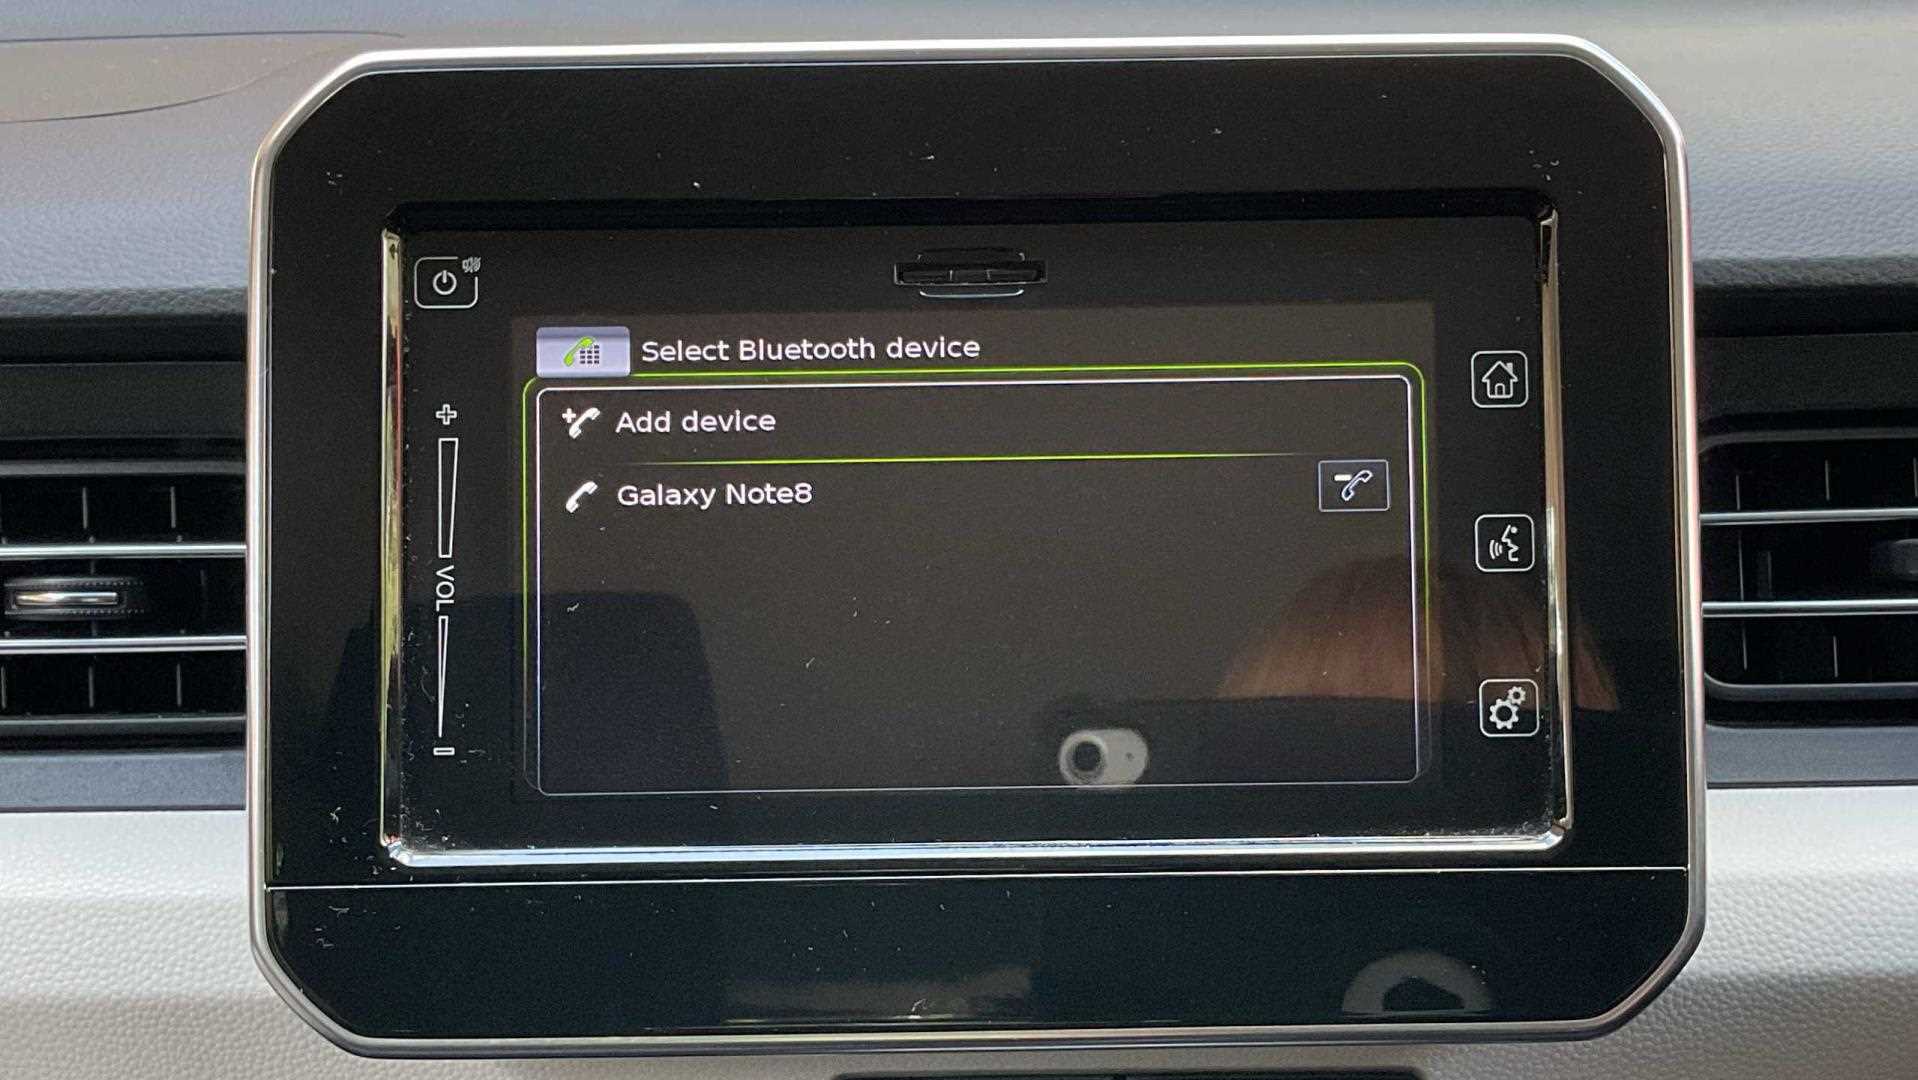 Select Bluetooth device
Add device
Galaxy Note8
VOL